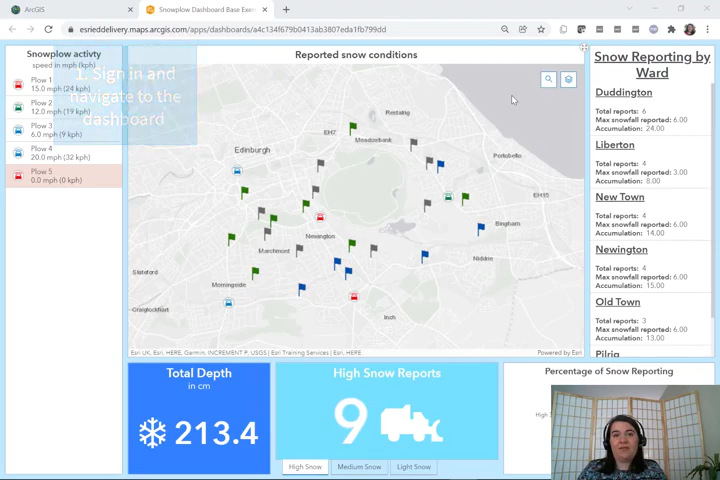 ArcGIS
Snowplow Dashboard Base Exer
esrieddelivery.maps.arcgis.com/apps/dashboards/a4c134f679b0413ab3807eda1fb799dd
Snowplow activty
speed in mph (kph)
Plow 1
15.0 mph (24 kph)
Plow 2
12.0 mph (19 kph)
Plow 3
6.0 mph (9 kph)
Plow 4
20.0 mph (32 kph)
Plow 5
0.0 mph (0 kph)
1. Sign in and
navigate to the
dashboard
Reported snow conditions
Restalrig
EH7
Meadowbank
Edinburgh
Portobello
EH15
Newington
Bingham
Marchmont
Niddrie
Slateford
Morningside
Craiglockhart
Inch
Esri UK, Esri, HERE, Garmin, INCREMENT P, USGS | Esri Training Services | Esri, HERE
Powered by Esri
Snow Reporting by
Ward
Duddington
Total reports: 6
Max snowfall reported: 6.00
Accumulation: 24.00
Liberton
Total reports: 4
Max snowfall reported: 3.00
Accumulation: 8.00
New Town
Total reports: 4
Max snowfall reported: 6.00
Accumulation: 14.00
Newington
Total reports: 4
Max snowfall reported: 6.00
Accumulation: 15.00
Old Town
Total reports: 3
Max snowfall reported: 6.00
Accumulation: 13.00
Pilrig
Total Depth
in cm
213.4
High Snow Reports
9
High Snow
Medium Snow
Light Snow
Percentage of Snow Reporting
High S